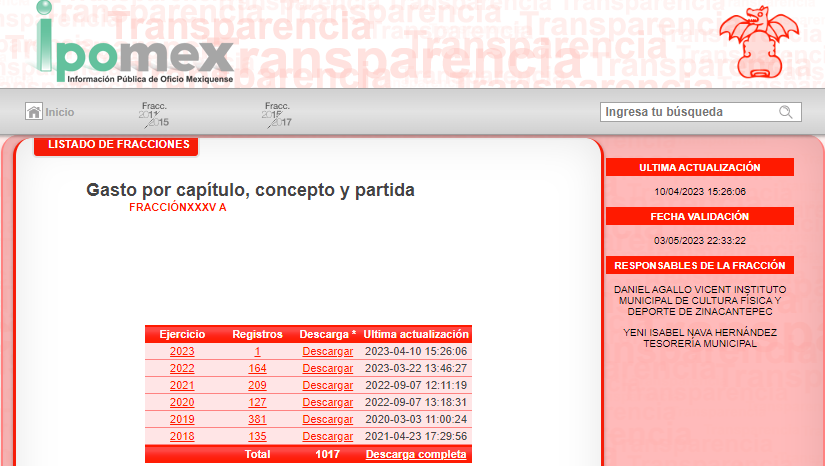 Transparencia
ipomex
Transparencia
Información Pública de Oficio Mexiquense
Transparencia
Inicio
Fracc.
2014
2015
Fracc.
2016
2017
Ingresa tu búsqueda
LISTADO DE FRACCIONES
Gasto por capítulo, concepto y partida
FRACCIÓNXXXV A
Ejercicio Registros Descarga * Ultima actualización
2023 1 Descargar 2023-04-10 15:26:06
2022 164 Descargar 2023-03-22 13:46:27
2021 209 Descargar 2022-09-07 12:11:19
2020 127 Descargar 2022-09-07 13:18:31
2019 381 Descargar 2020-03-03 11:00:24
2018 135 Descargar 2021-04-23 17:29:56
Total 1017 Descarga completa
ULTIMA ACTUALIZACIÓN
10/04/2023 15:26:06
FECHA VALIDACIÓN
03/05/2023 22:33:22
RESPONSABLES DE LA FRACCIÓN
DANIEL AGALLO VICENT INSTITUTO
MUNICIPAL DE CULTURA FÍSICA Y
DEPORTE DE ZINACANTEPEC
YENI ISABEL NAVA HERNÁNDEZ
TESORERÍA MUNICIPAL